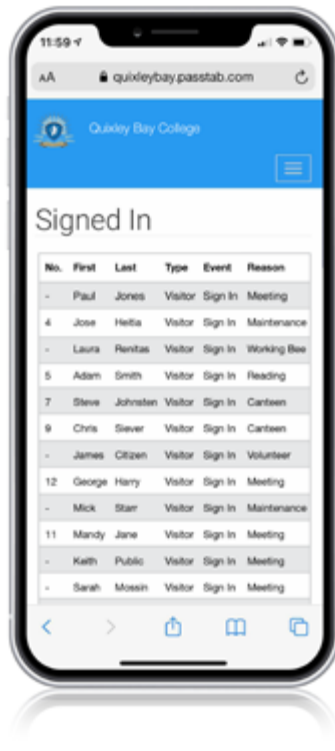 11:59
AA quixleybay.passtab.com
Quixley Bay College
Signed In
No. First Last Type Event Reason
- Paul Jones Visitor Sign In Meeting
4 Jose Heitia Visitor Sign In Maintenance
- Laura Renitas Visitor Sign In Working Bee
5 Adam Smith Visitor Sign In Reading
7 Steve Johnsten Visitor Sign In Canteen
9 Chris Siever Visitor Sign In Canteen
- James Citizen Visitor Sign In Volunteer
12 George Harry Visitor Sign In Meeting
- Mick Starr Visitor Sign In Maintenance
11 Mandy Jane Visitor Sign In Meeting
- Keith Public Visitor Sign In Meeting
- Sarah Mossin Visitor Sign In Meeting